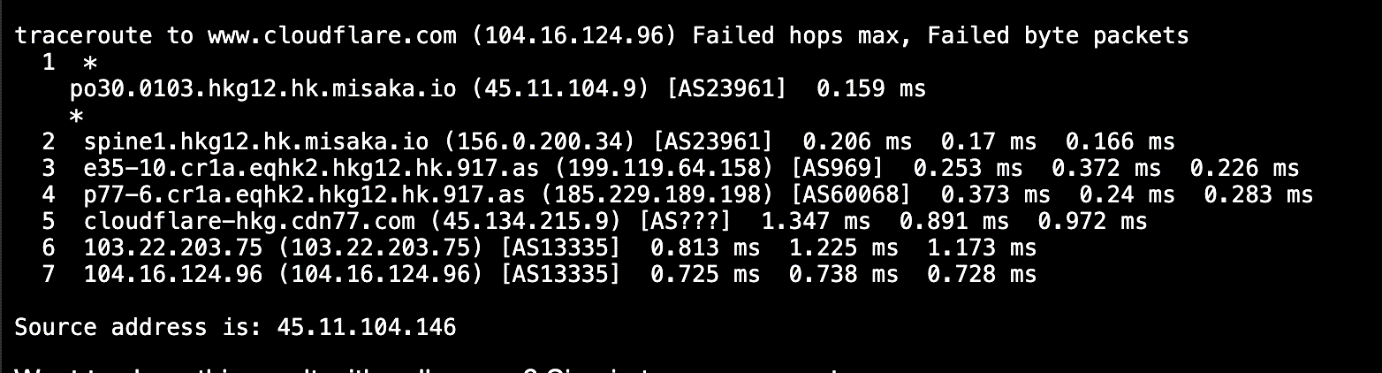 traceroute to www.cloudflare.com (104.16.124.96) Failed hops max, Failed byte packets
1 *
po30.0103.hkg12.hk.misaka.io (45.11.104.9) [AS23961] 0.159 ms
*
2 spine1.hkg12.hk.misaka.io (156.0.200.34) [AS23961] 0.206 ms 0.17 ms 0.166 ms
3 e35-10.cr1a.eqhk2.hkg12.hk.917.as (199.119.64.158) [AS969] 0.253 ms 0.372 ms 0.226 ms
4 p77-6.cr1a.eqhk2.hkg12.hk.917.as (185.229.189.198) [AS60068] 0.373 ms 0.24 ms 0.283 ms
5 cloudflare-hkg.cdn77.com (45.134.215.9) [AS???] 1.347 ms 0.891 ms 0.972 ms
6 103.22.203.75 (103.22.203.75) [AS13335] 0.813 ms 1.225 ms 1.173 ms
7 104.16.124.96 (104.16.124.96) [AS13335] 0.725 ms 0.738 ms 0.728 ms
Source address is: 45.11.104.146